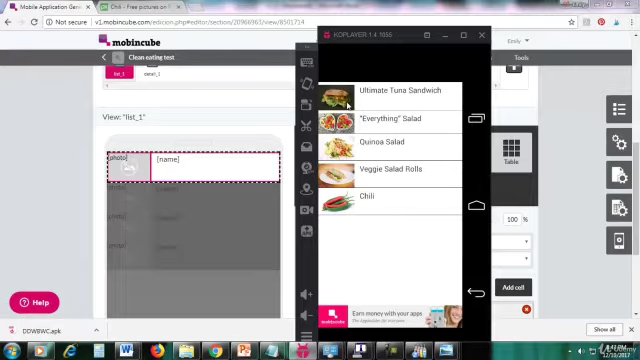 Mobile Application Gene
Chili - Free pictures on
Not secure
v1.mobincube.com/edicion.php#editor/section/20966963/view/8501714
mobincube
Emily
Clean eating test
list_1
detail_1
View: "list_1"
[photo]
[name]
KOPLAYER 1.4.1055
Ultimate Tuna Sandwich
"Everything" Salad
Quinoa Salad
Veggie Salad Rolls
Chili
mobincube
Earn money with your apps
Table
100
%
Add cell
Help
DDWBWC.apk
Show all